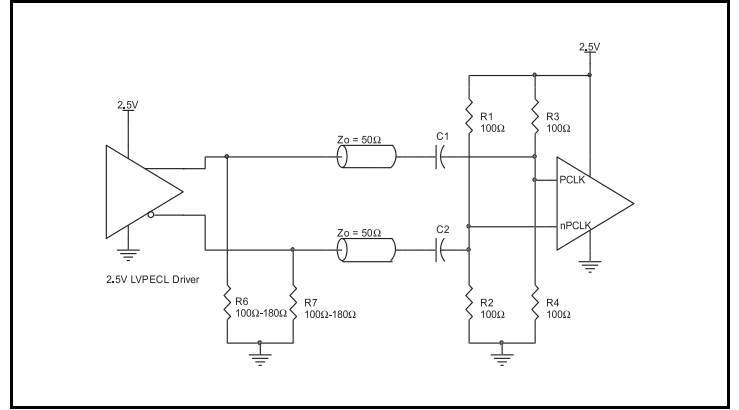 2.5V
2.5V
R1
100Ω
R3
100Ω
Zo = 50Ω
C1
PCLK
nPCLK
Zo = 50Ω
C2
2.5V LVPECL Driver
R6
100Ω-180Ω
R7
100Ω-180Ω
R2
100Ω
R4
100Ω